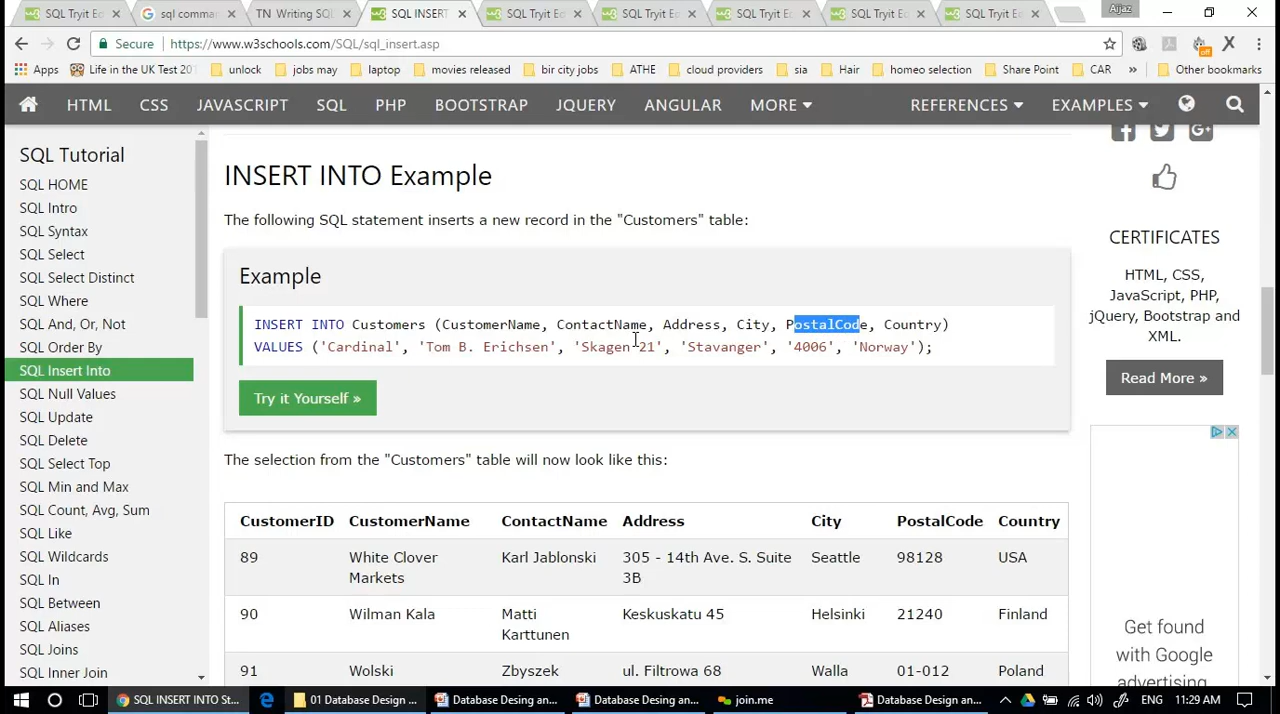 SQL Tryit Ed
sql comman
TN Writing SQL
SQL INSERT
SQL Tryit Ed
SQL Tryit Ed
SQL Tryit Ed
SQL Tryit Ed
SQL Tryit Ed
Aijaz
Secure https://www.w3schools.com/SQL/sql_insert.asp
Apps Life in the UK Test 201 unlock jobs may laptop movies released bir city jobs ATHE cloud providers sia Hair homeo selection Share Point CAR » Other bookmarks
HTML CSS JAVASCRIPT SQL PHP BOOTSTRAP JQUERY ANGULAR MORE REFERENCES EXAMPLES
SQL Tutorial
SQL HOME
SQL Intro
SQL Syntax
SQL Select
SQL Select Distinct
SQL Where
SQL And, Or, Not
SQL Order By
SQL Insert Into
SQL Null Values
SQL Update
SQL Delete
SQL Select Top
SQL Min and Max
SQL Count, Avg, Sum
SQL Like
SQL Wildcards
SQL In
SQL Between
SQL Aliases
SQL Joins
SQL Inner Join
INSERT INTO Example
The following SQL statement inserts a new record in the "Customers" table:
Example
INSERT INTO Customers (CustomerName, ContactName, Address, City, PostalCode, Country)
VALUES ('Cardinal', 'Tom B. Erichsen', 'Skagen 21', 'Stavanger', '4006', 'Norway');
Try it Yourself »
The selection from the "Customers" table will now look like this:
CustomerID CustomerName ContactName Address City PostalCode Country
89 White Clover Markets Karl Jablonski 305 - 14th Ave. S. Suite 3B Seattle 98128 USA
90 Wilman Kala Matti Karttunen Keskuskatu 45 Helsinki 21240 Finland
91 Wolski Zbyszek ul. Filtrowa 68 Walla 01-012 Poland
CERTIFICATES
HTML, CSS,
JavaScript, PHP,
jQuery, Bootstrap and
XML.
Read More »
Get found
with Google
advertising
SQL INSERT INTO St...
01 Database Design ...
Database Desing an...
Database Desing an...
join.me
Database Desing an...
ENG 11:29 AM